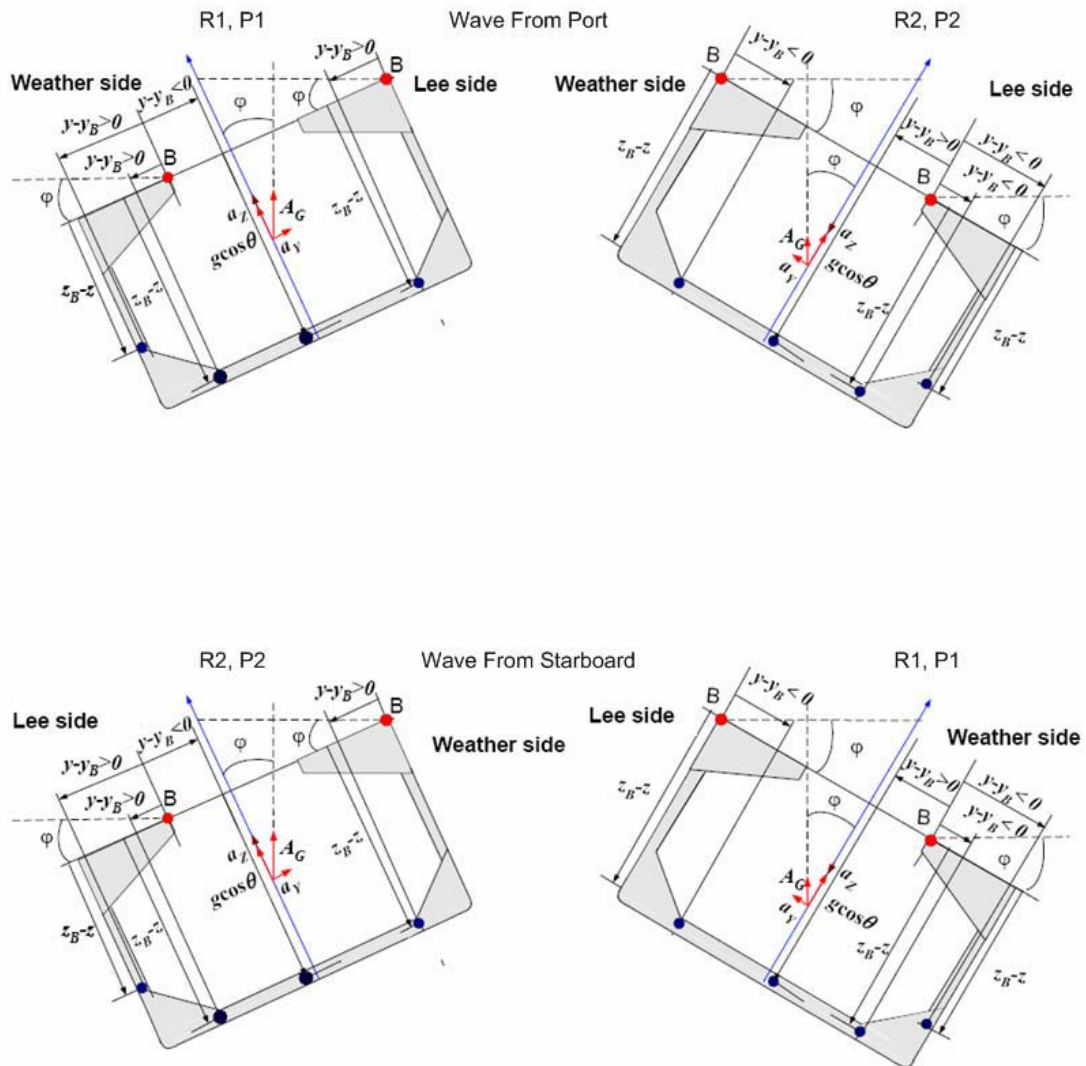 R1, P1
Wave From Port
R2, P2
Weather side
y-y_B>0
B
Lee side
y-y_B<0
y-y_B>0
y-y_B>0
B
φ
φ
φ
z_B-z
z_B-z
z_B-z
a_Z
A_G
gcosθ
a_Y
Weather side
B
y-y_B<0
Lee side
φ
φ
φ
z_B-z
y-y_B>0
y-y_B<0
y-y_B<0
B
A_G
a_Z
a_Y
gcosθ
z_B-z
z_B-z
R2, P2
Wave From Starboard
R1, P1
Lee side
y-y_B>0
B
Weather side
y-y_B<0
y-y_B>0
y-y_B>0
B
φ
φ
φ
z_B-z
z_B-z
z_B-z
a_Z
A_G
gcosθ
a_Y
Lee side
B
y-y_B<0
Weather side
φ
φ
φ
z_B-z
y-y_B>0
y-y_B<0
y-y_B<0
B
A_G
a_Z
a_Y
gcosθ
z_B-z
z_B-z